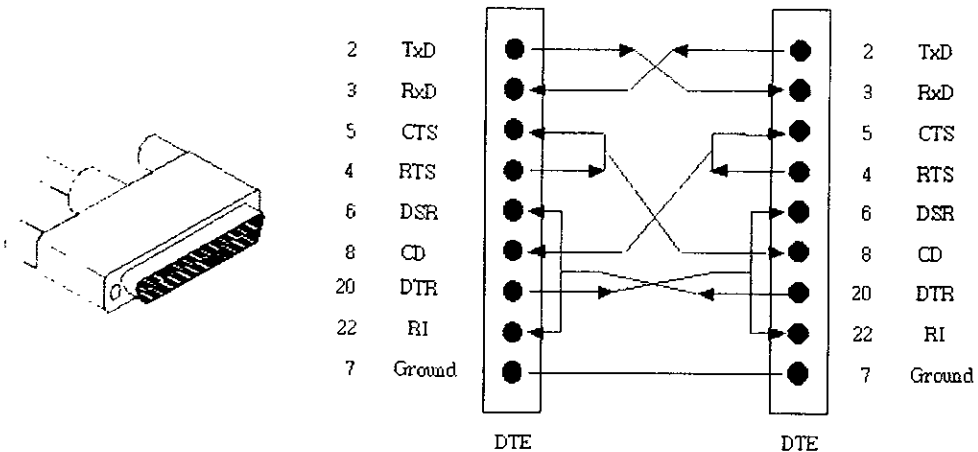 2 TxD 2 TxD
3 RxD 3 RxD
5 CTS 5 CTS
4 RTS 4 RTS
6 DSR 6 DSR
8 CD 8 CD
20 DTR 20 DTR
22 RI 22 RI
7 Ground 7 Ground
DTE DTE